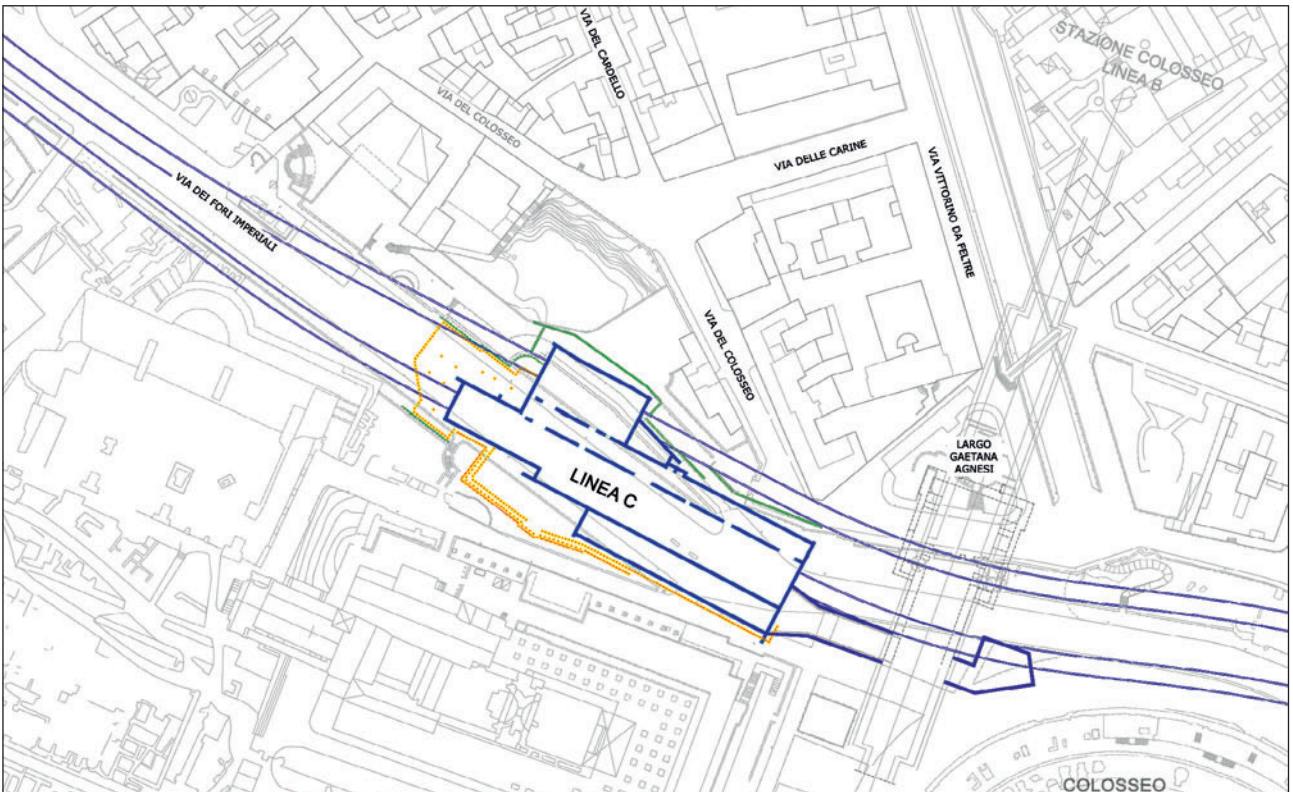 VIA DEL CARDELLO
STAZIONE COLOSSEO
LINEA B
VIA DEL COLOSSEO
VIA DELLE CARINE
VIA VITTORINO DA FELTRE
VIA DEI FORI IMPERIALI
VIA DEL COLOSSEO
LARGO
GAETANA
AGNESI
LINEA C
COLOSSEO